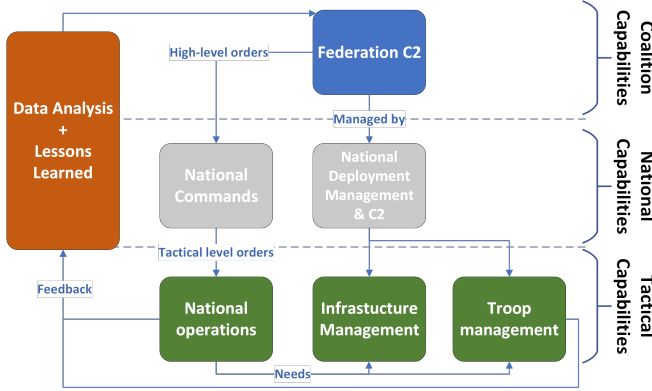 High-level orders
Federation C2
Coalition
Capabilities
Data Analysis
+
Lessons
Learned
Managed by
National
Commands
National
Deployment
Management
& C2
National
Capabilities
Tactical level orders
Feedback
National
operations
Infrastucture
Management
Troop
management
Tactical
Capabilities
Needs